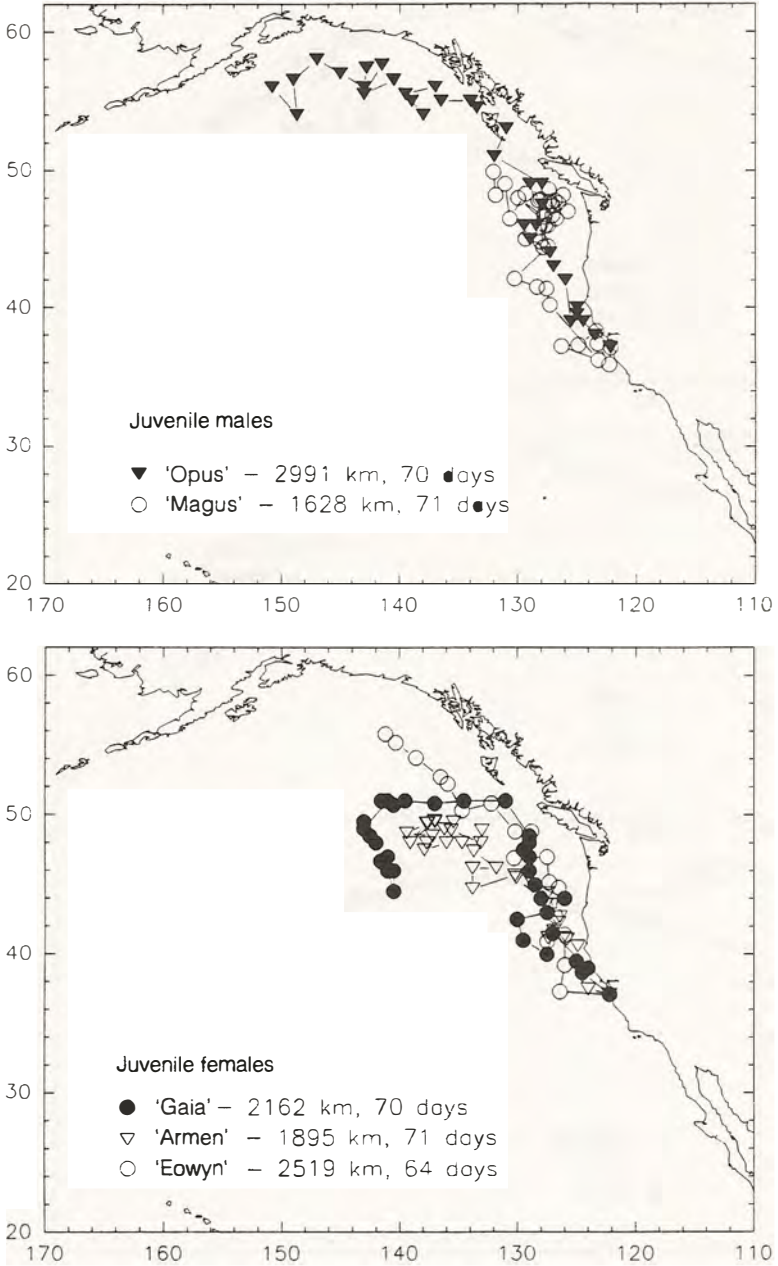 60
50
40
30
20
Juvenile males
'Opus' – 2991 km, 70 days
'Magus' – 1628 km, 71 days
170 160 150 140 130 120 110
60
50
40
30
20
Juvenile females
'Gaia' – 2162 km, 70 days
'Armen' – 1895 km, 71 days
'Eowyn' – 2519 km, 64 days
170 160 150 140 130 120 110